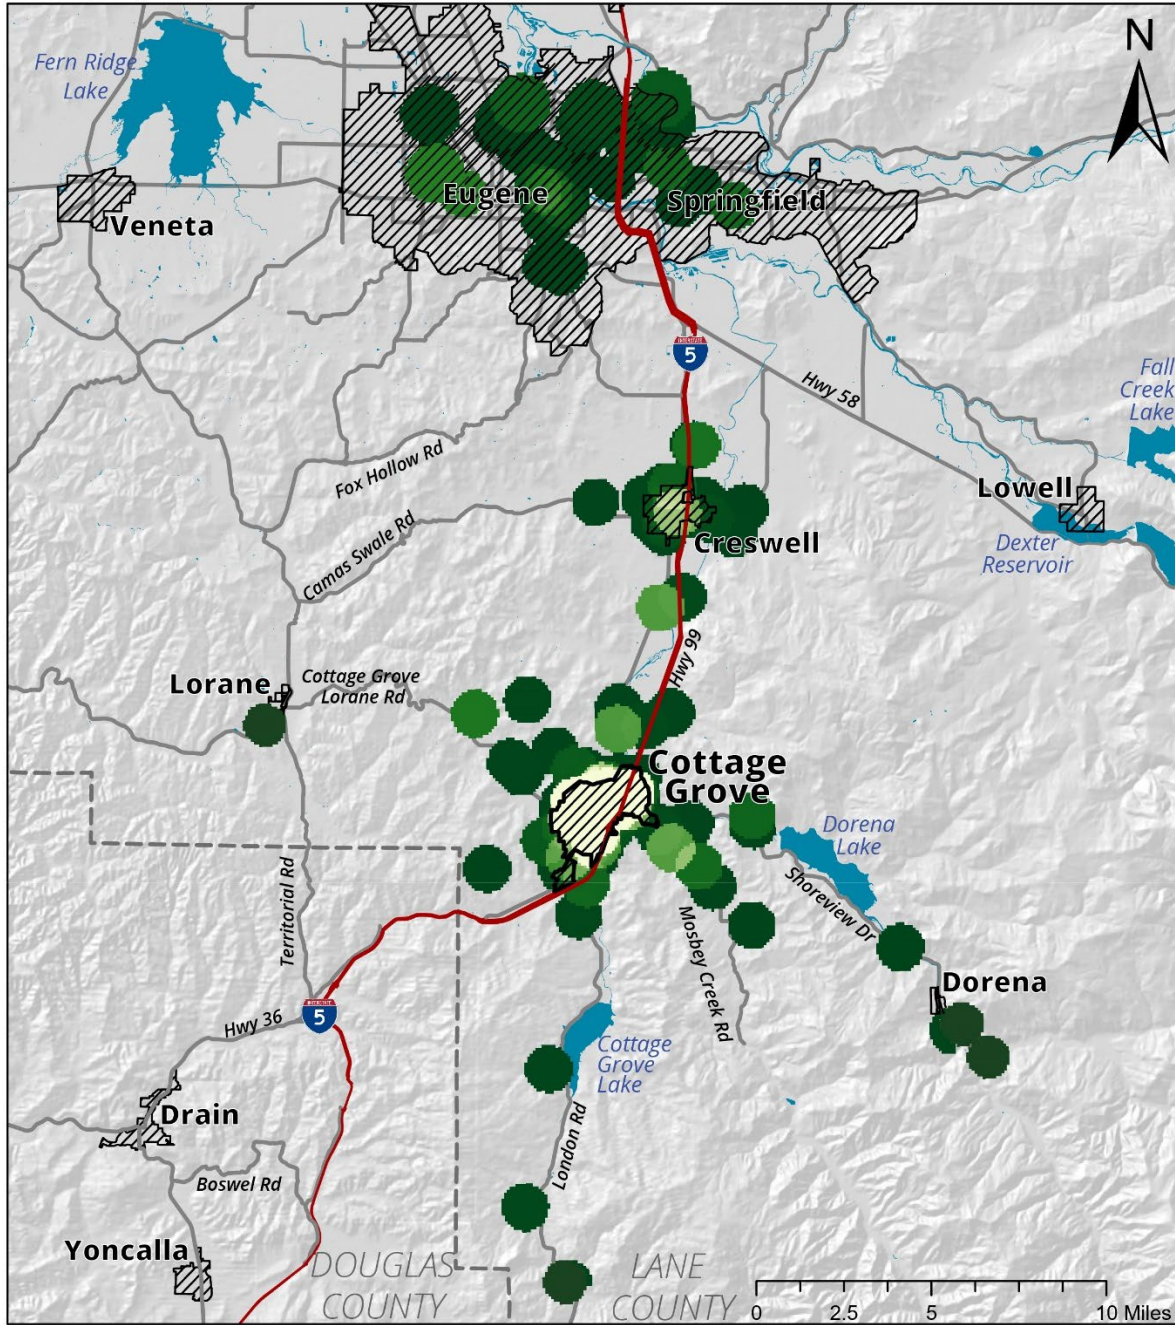 N
Fern Ridge
Lake
Eugene
Springfield
Veneta
INTERSTATE
5
Fall
Creek
Lake
Hwy 58
Fox Hollow Rd
Lowell
Camas Swale Rd
Creswell
Dexter
Reservoir
Hwy 99
Lorane
Cottage Grove
Lorane Rd
Cottage
Grove
Dorena
Lake
Shoreview Dr
Territorial Rd
Mosbey Creek Rd
Dorena
INTERSTATE
5
Hwy 36
Cottage
Grove
Lake
Drain
London Rd
Boswel Rd
Yoncalla
DOUGLAS
COUNTY
LANE
COUNTY
0 2.5 5 10 Miles